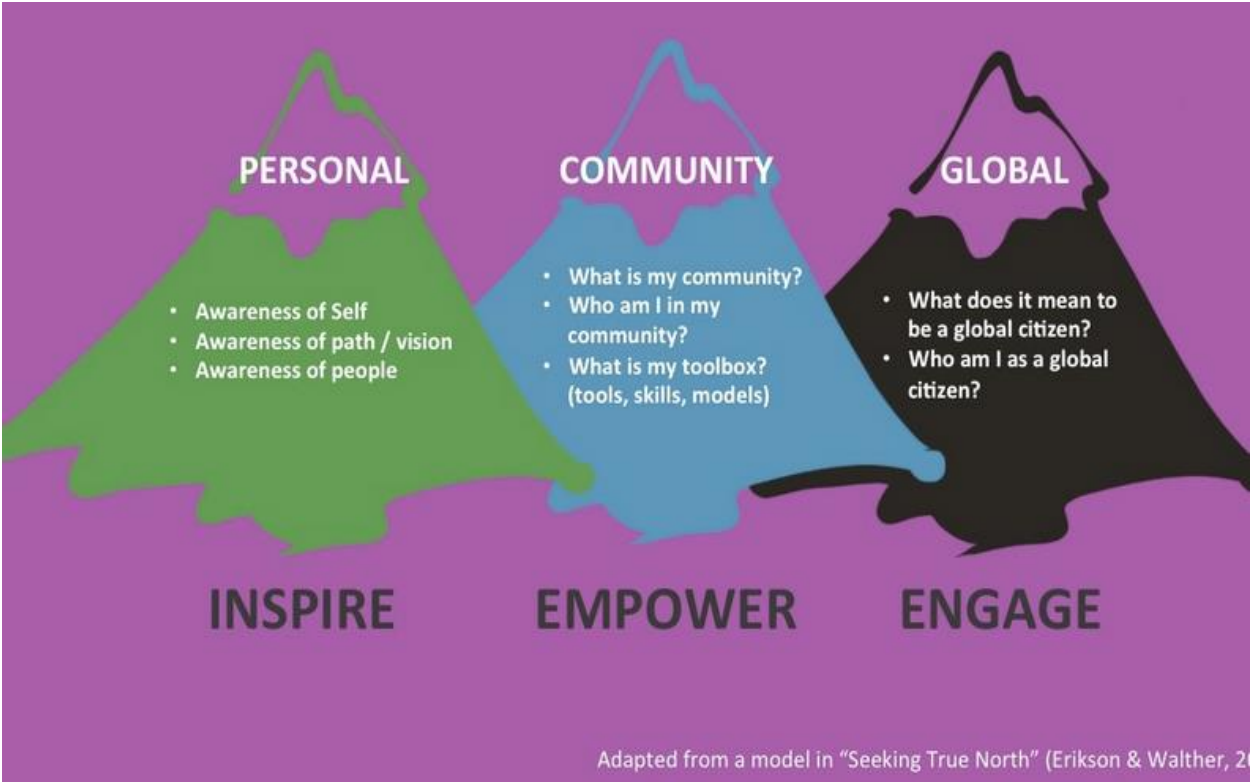 PERSONAL
• Awareness of Self
• Awareness of path / vision
• Awareness of people
INSPIRE
COMMUNITY
• What is my community?
• Who am I in my
community?
• What is my toolbox?
(tools, skills, models)
EMPOWER
GLOBAL
• What does it mean to
be a global citizen?
• Who am I as a global
citizen?
ENGAGE
Adapted from a model in “Seeking True North” (Erikson & Walther,